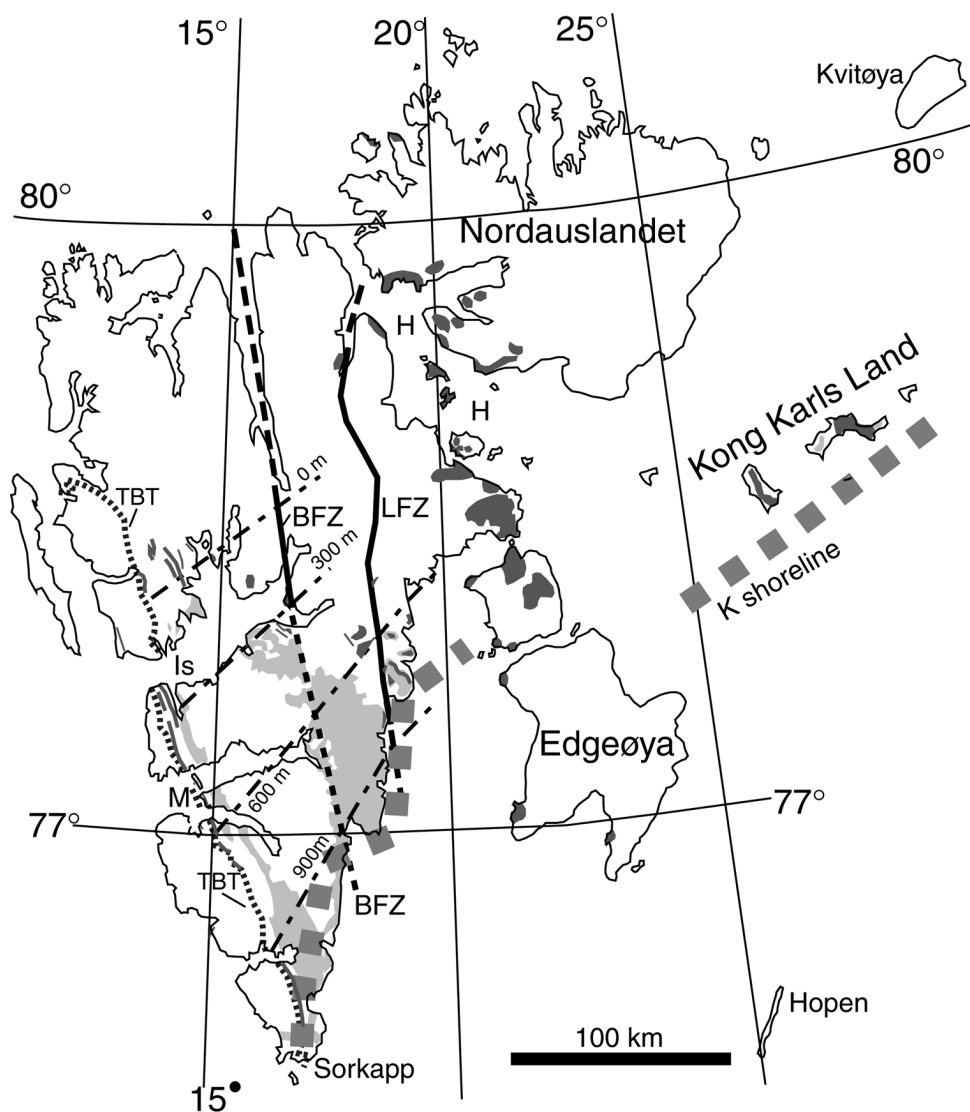 15°
20°
25°
Kvitøya
80°
80°
Nordauslandet
H
Kong Karls Land
H
0 m
TBT
BFZ
LFZ
300 m
K shoreline
Is
Edgeøya
M
600 m
77°
77°
900m
TBT
BFZ
Hopen
100 km
Sorkapp
15°